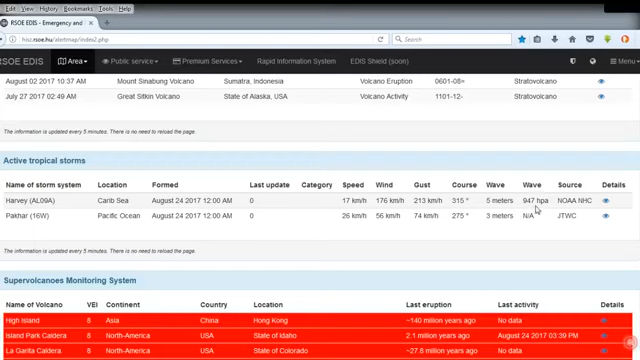 Edit View History Bookmarks Tools Help
RSOE EDIS - Emergency and
hisz.rsoe.hu/alertmap/index2.php
Search
RSOE EDIS Area Public service Premium Services Rapid Information System EDIS Shield (soon) Menu
August 02 2017 10:37 AM Mount Sinabung Volcano Sumatra, Indonesia Volcano Eruption 0601-08= Stratovolcano
July 27 2017 02:49 AM Great Sitkin Volcano State of Alaska, USA Volcano Activity 1101-12- Stratovolcano
The information is updated every 5 minutes. There is no need to reload the page.
Active tropical storms
Name of storm system Location Formed Last update Category Speed Wind Gust Course Wave Wave Source Details
Harvey (AL09A) Carib Sea August 24 2017 12:00 AM 0 17 km/h 176 km/h 213 km/h 315 ° 5 meters 947 hpa NOAA NHC
Pakhar (16W) Pacific Ocean August 24 2017 12:00 AM 0 26 km/h 56 km/h 74 km/h 275 ° 3 meters N/A JTWC
The information is updated every 5 minutes. There is no need to reload the page.
Supervolcanoes Monitoring System
Name of Volcano VEI Continent Country Location Last eruption Last activity Details
High Island 8 Asia China Hong Kong ~140 million years ago No data
Island Park Caldera 8 North-America USA State of Idaho 2.1 million years ago August 24 2017 03:39 PM
La Garita Caldera 8 North-America USA State of Colorado ~27.8 million years ago No data